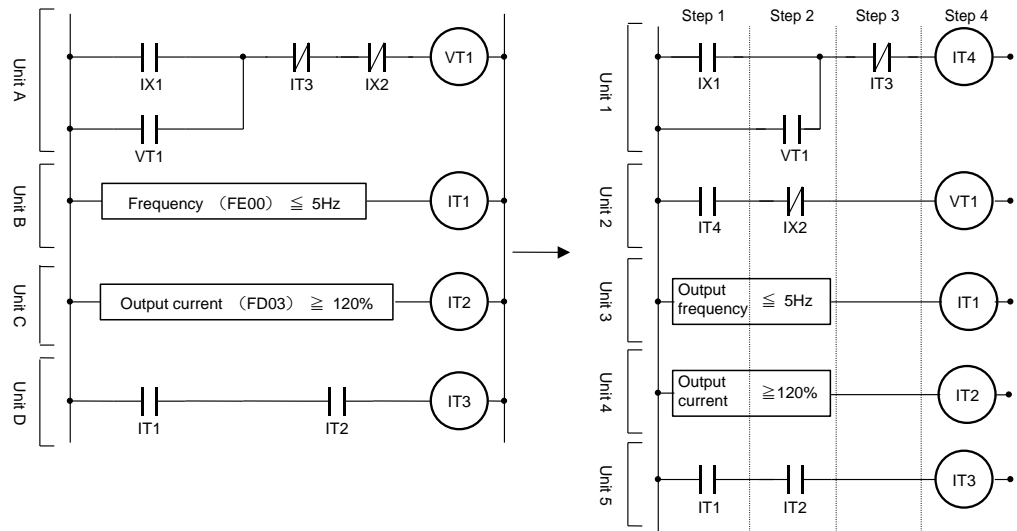 Unit A
IX1
IT3
IX2
VT1
VT1
Unit B
Frequency （FE00） ≦ 5Hz
IT1
Unit C
Output current （FD03） ≧ 120%
IT2
Unit D
IT1
IT2
IT3
Step 1 Step 2 Step 3 Step 4
Unit 1
IX1
IT3
IT4
VT1
Unit 2
IT4
IX2
VT1
Unit 3
Output
frequency ≦ 5Hz
IT1
Unit 4
Output
current ≧120%
IT2
Unit 5
IT1
IT2
IT3